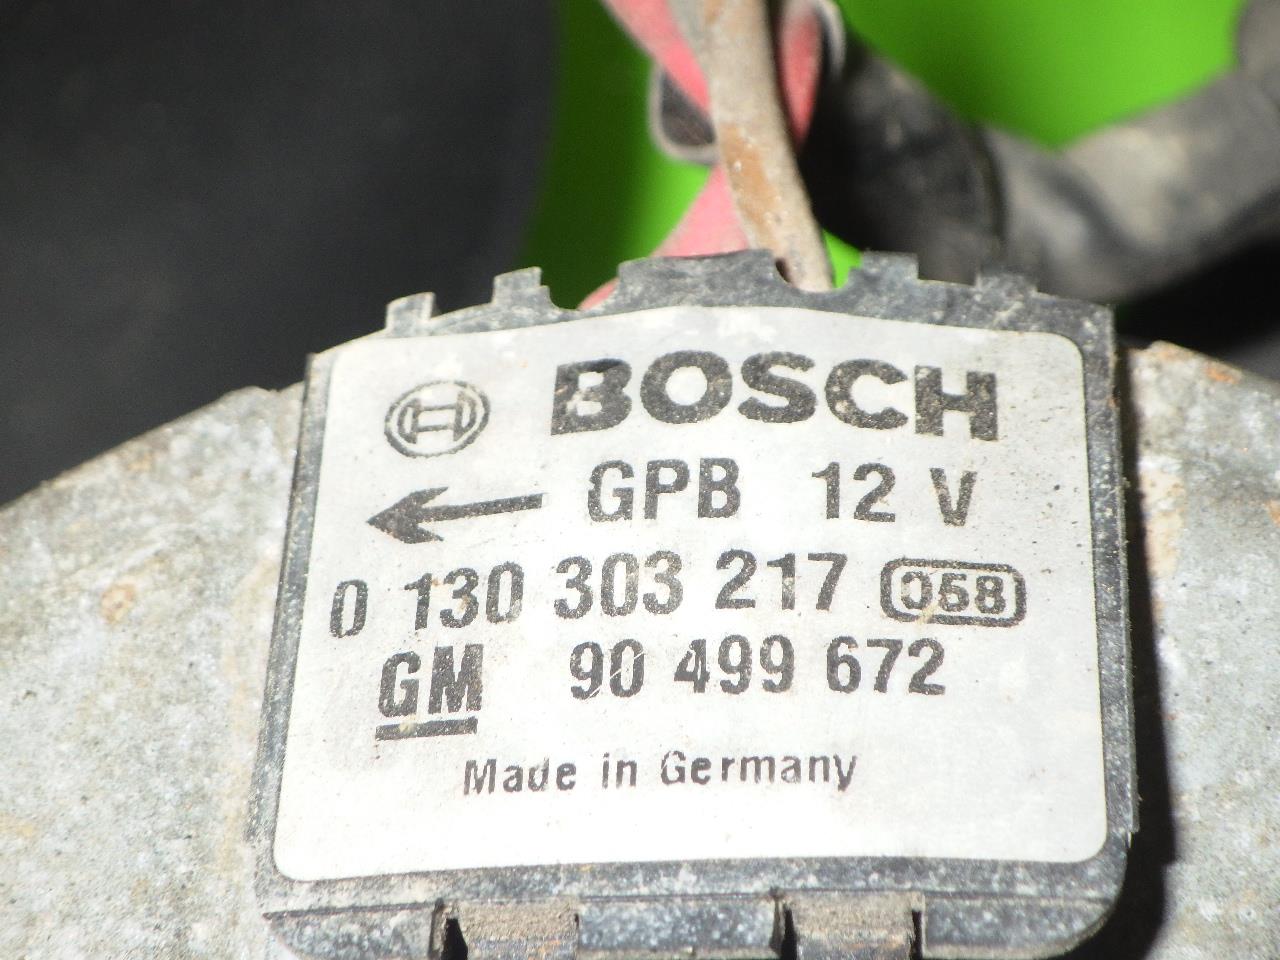 BOSCH
GPB 12 V
0 130 303 217 058
GM 90 499 672
Made in Germany